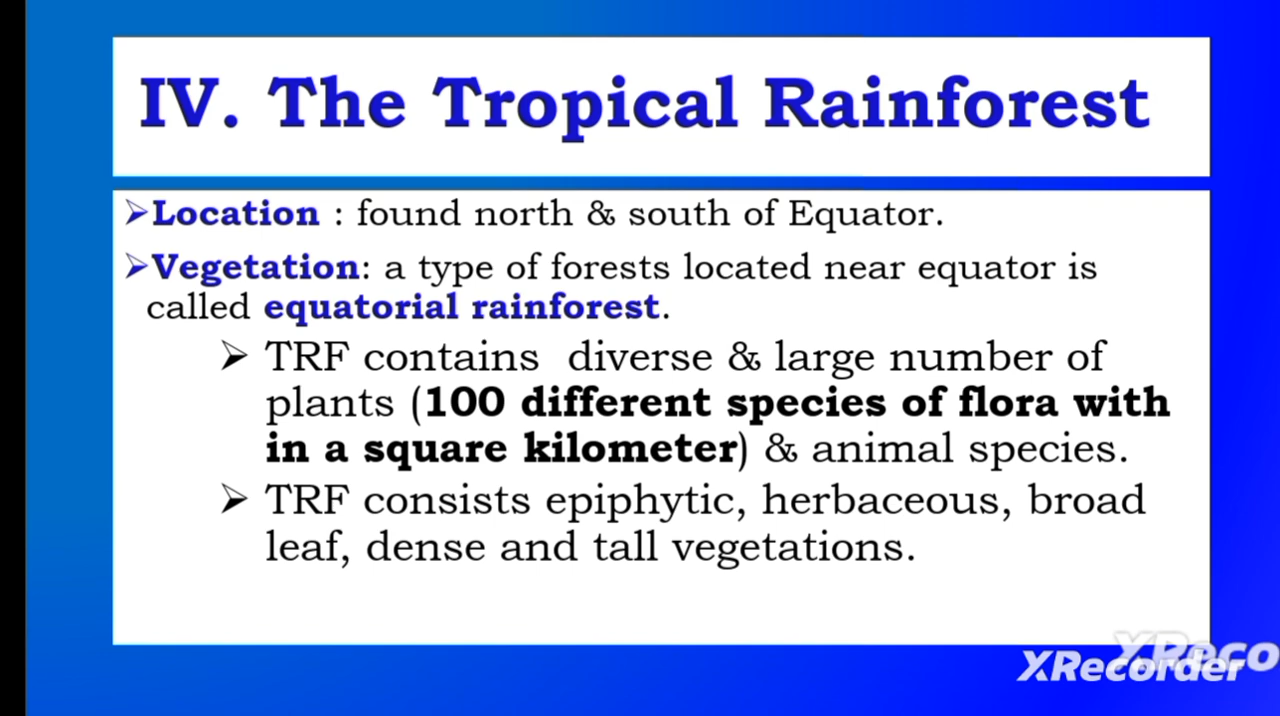 IV. The Tropical Rainforest
➢Location : found north & south of Equator.
➢Vegetation: a type of forests located near equator is
called equatorial rainforest.
➢ TRF contains diverse & large number of
plants (100 different species of flora with
in a square kilometer) & animal species.
➢ TRF consists epiphytic, herbaceous, broad
leaf, dense and tall vegetations.
XReco
XRecorder